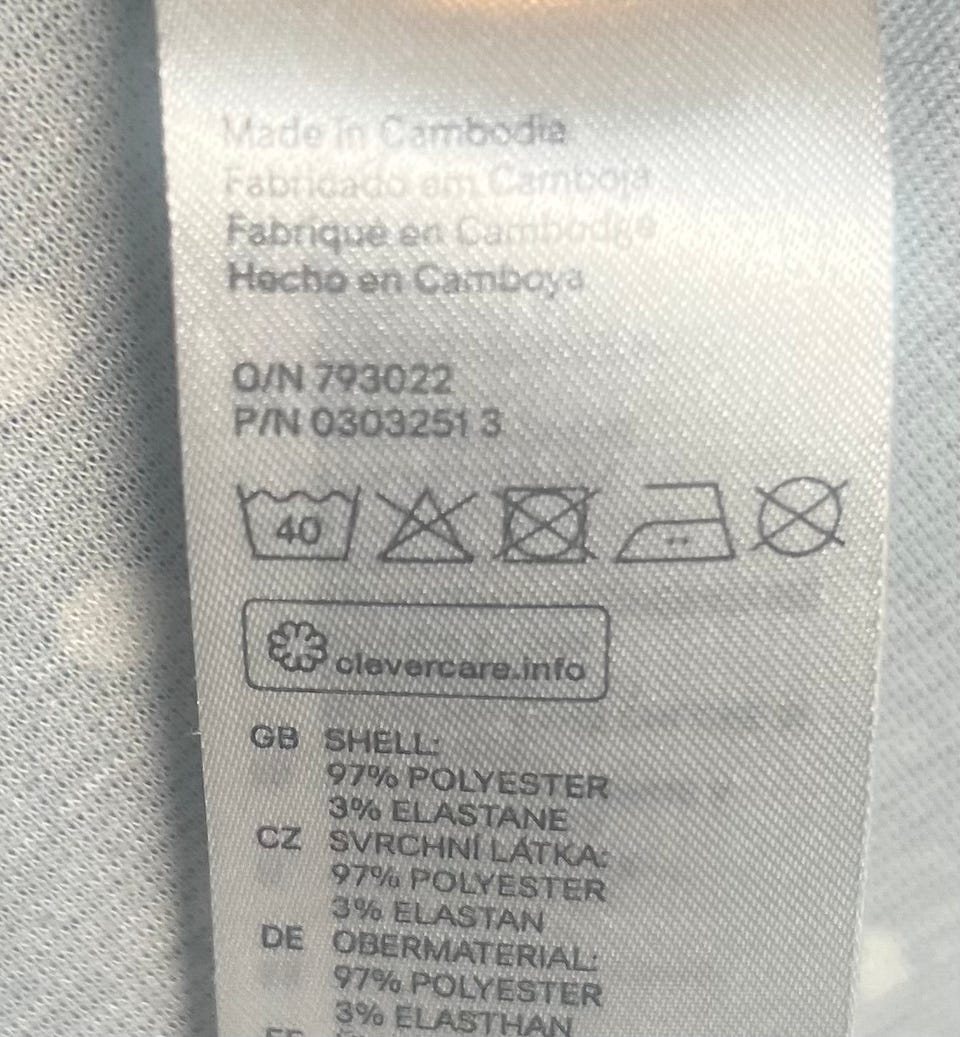 Made in Cambodia
Fabricado em Camboja
Fabriqué en Cambodge
Hecho en Camboya
O/N 793022
P/N 0303251 3
40
clevercare.info
GB SHELL:
97% POLYESTER
3% ELASTANE
CZ SVRCHNÍ LÁTKA:
97% POLYESTER
3% ELASTAN
DE OBERMATERIAL:
97% POLYESTER
3% ELASTHAN